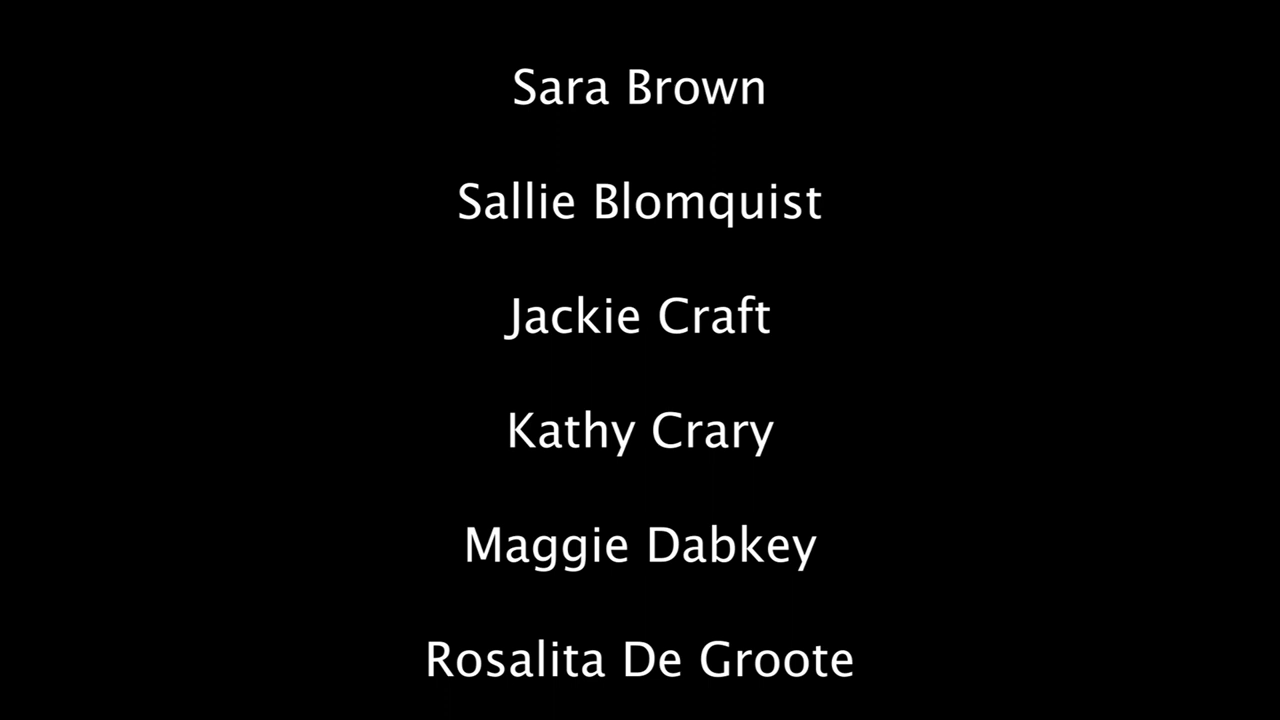 Sara Brown
Sallie Blomquist
Jackie Craft
Kathy Crary
Maggie Dabkey
Rosalita De Groote